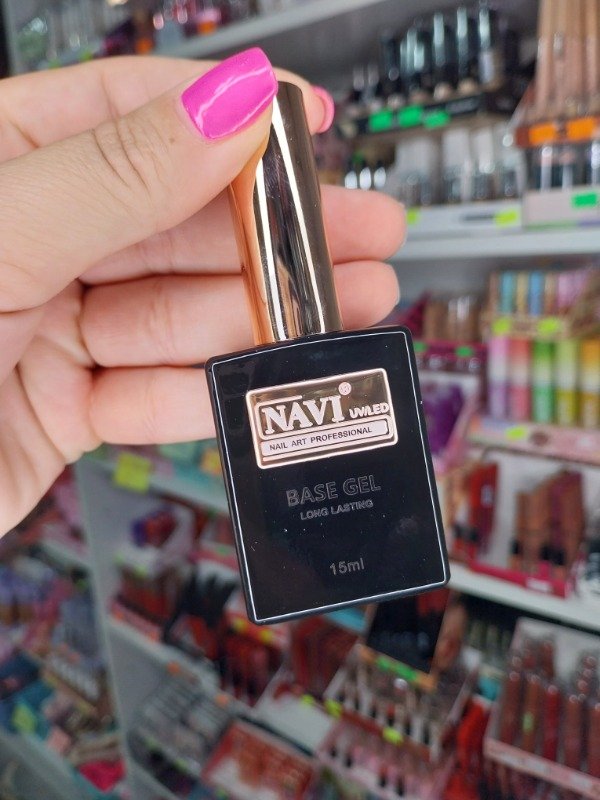 NAVI® UV/LED
NAIL ART PROFESSIONAL
BASE GEL
LONG LASTING
15ml